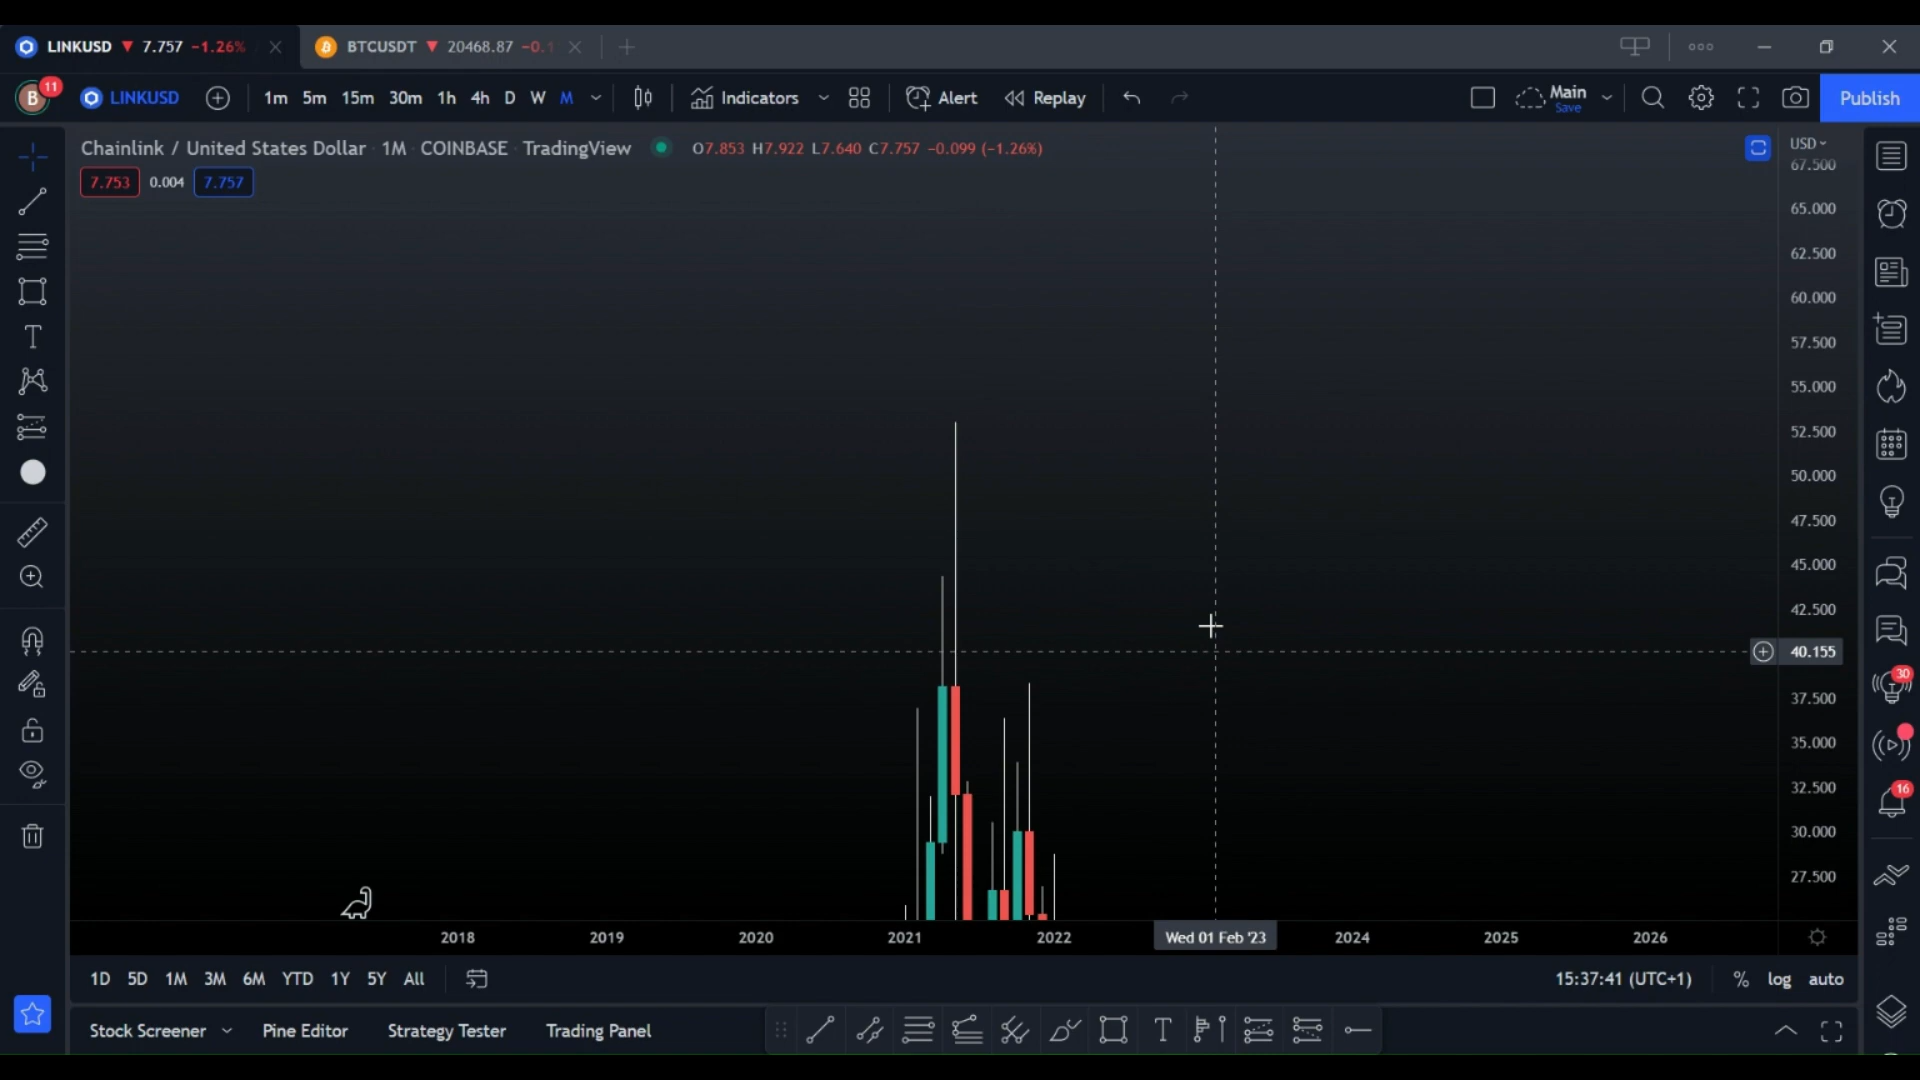 LINKUSD ▼ 7.757 −1.26%
BTCUSDT ▼ 20468.87 −0.1
B 11 LINKUSD 1m 5m 15m 30m 1h 4h D W M Indicators Alert Replay Main Save Publish
Chainlink / United States Dollar · 1M · COINBASE · TradingView O7.853 H7.922 L7.640 C7.757 −0.099 (−1.26%)
7.753 0.004 7.757
USD
67.500
65.000
62.500
60.000
57.500
55.000
52.500
50.000
47.500
45.000
42.500
40.155
37.500
35.000
32.500
30.000
27.500
30
16
2018 2019 2020 2021 2022 Wed 01 Feb '23 2024 2025 2026
1D 5D 1M 3M 6M YTD 1Y 5Y All 15:37:41 (UTC+1) % log auto
Stock Screener Pine Editor Strategy Tester Trading Panel